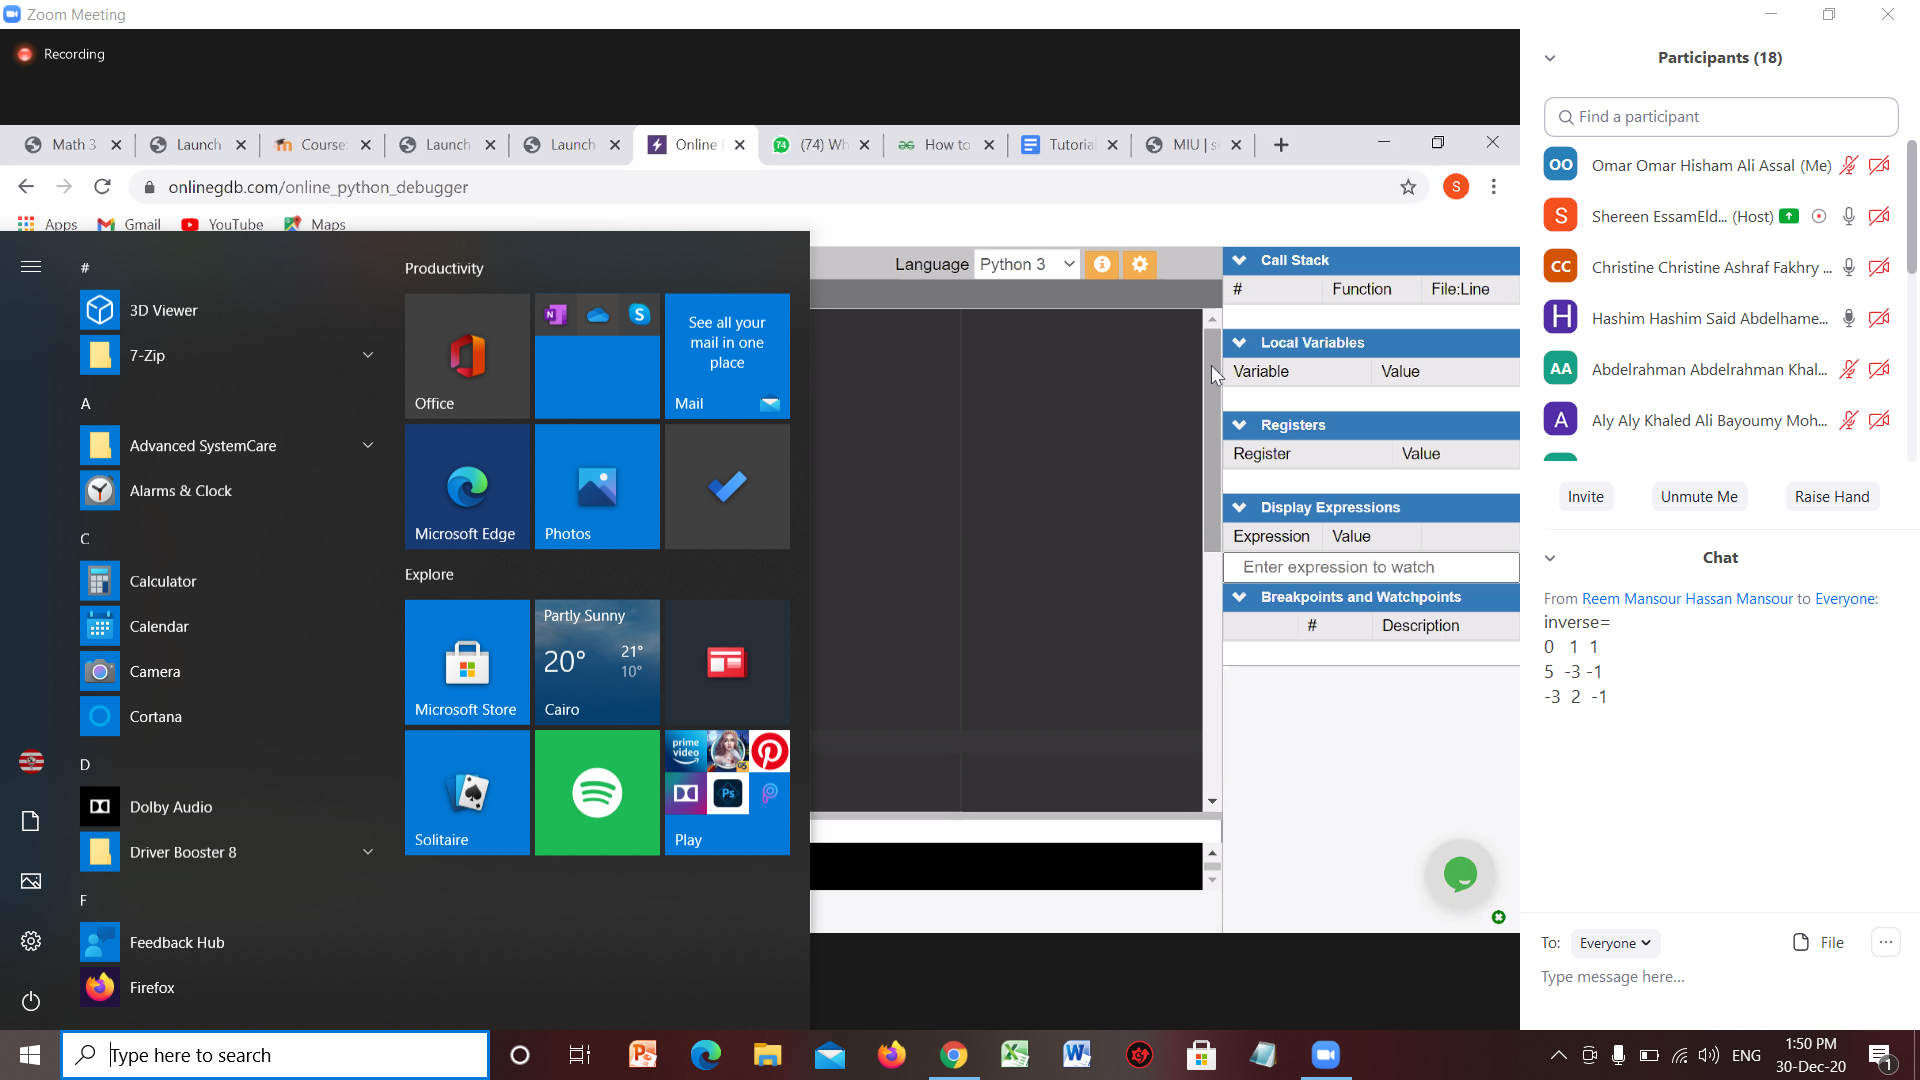 Zoom Meeting
Recording
Math 3
Launch
Course
Launch
Launch
Online
(74) Wh
How to
Tutoria
MIU | s
onlinegdb.com/online_python_debugger
S
Apps
Gmail
YouTube
Maps
Language
Python 3
Call Stack
# Function File:Line
Local Variables
Variable Value
Registers
Register Value
Display Expressions
Expression Value
Enter expression to watch
Breakpoints and Watchpoints
# Description
#
3D Viewer
7-Zip
A
Advanced SystemCare
Alarms & Clock
C
Calculator
Calendar
Camera
Cortana
D
Dolby Audio
Driver Booster 8
F
Feedback Hub
Firefox
Productivity
Office
See all your
mail in one
place
Mail
Microsoft Edge
Photos
Explore
Microsoft Store
Partly Sunny
20° 21°
10°
Cairo
Solitaire
prime
video
Ps
Play
Participants (18)
Find a participant
OO Omar Omar Hisham Ali Assal (Me)
S Shereen EssamEld... (Host)
CC Christine Christine Ashraf Fakhry ...
H Hashim Hashim Said Abdelhame...
AA Abdelrahman Abdelrahman Khal...
A Aly Aly Khaled Ali Bayoumy Moh...
Invite Unmute Me Raise Hand
Chat
From Reem Mansour Hassan Mansour to Everyone:
inverse=
0 1 1
5 -3 -1
-3 2 -1
To: Everyone File
Type message here...
Type here to search
ENG
1:50 PM
30-Dec-20
1